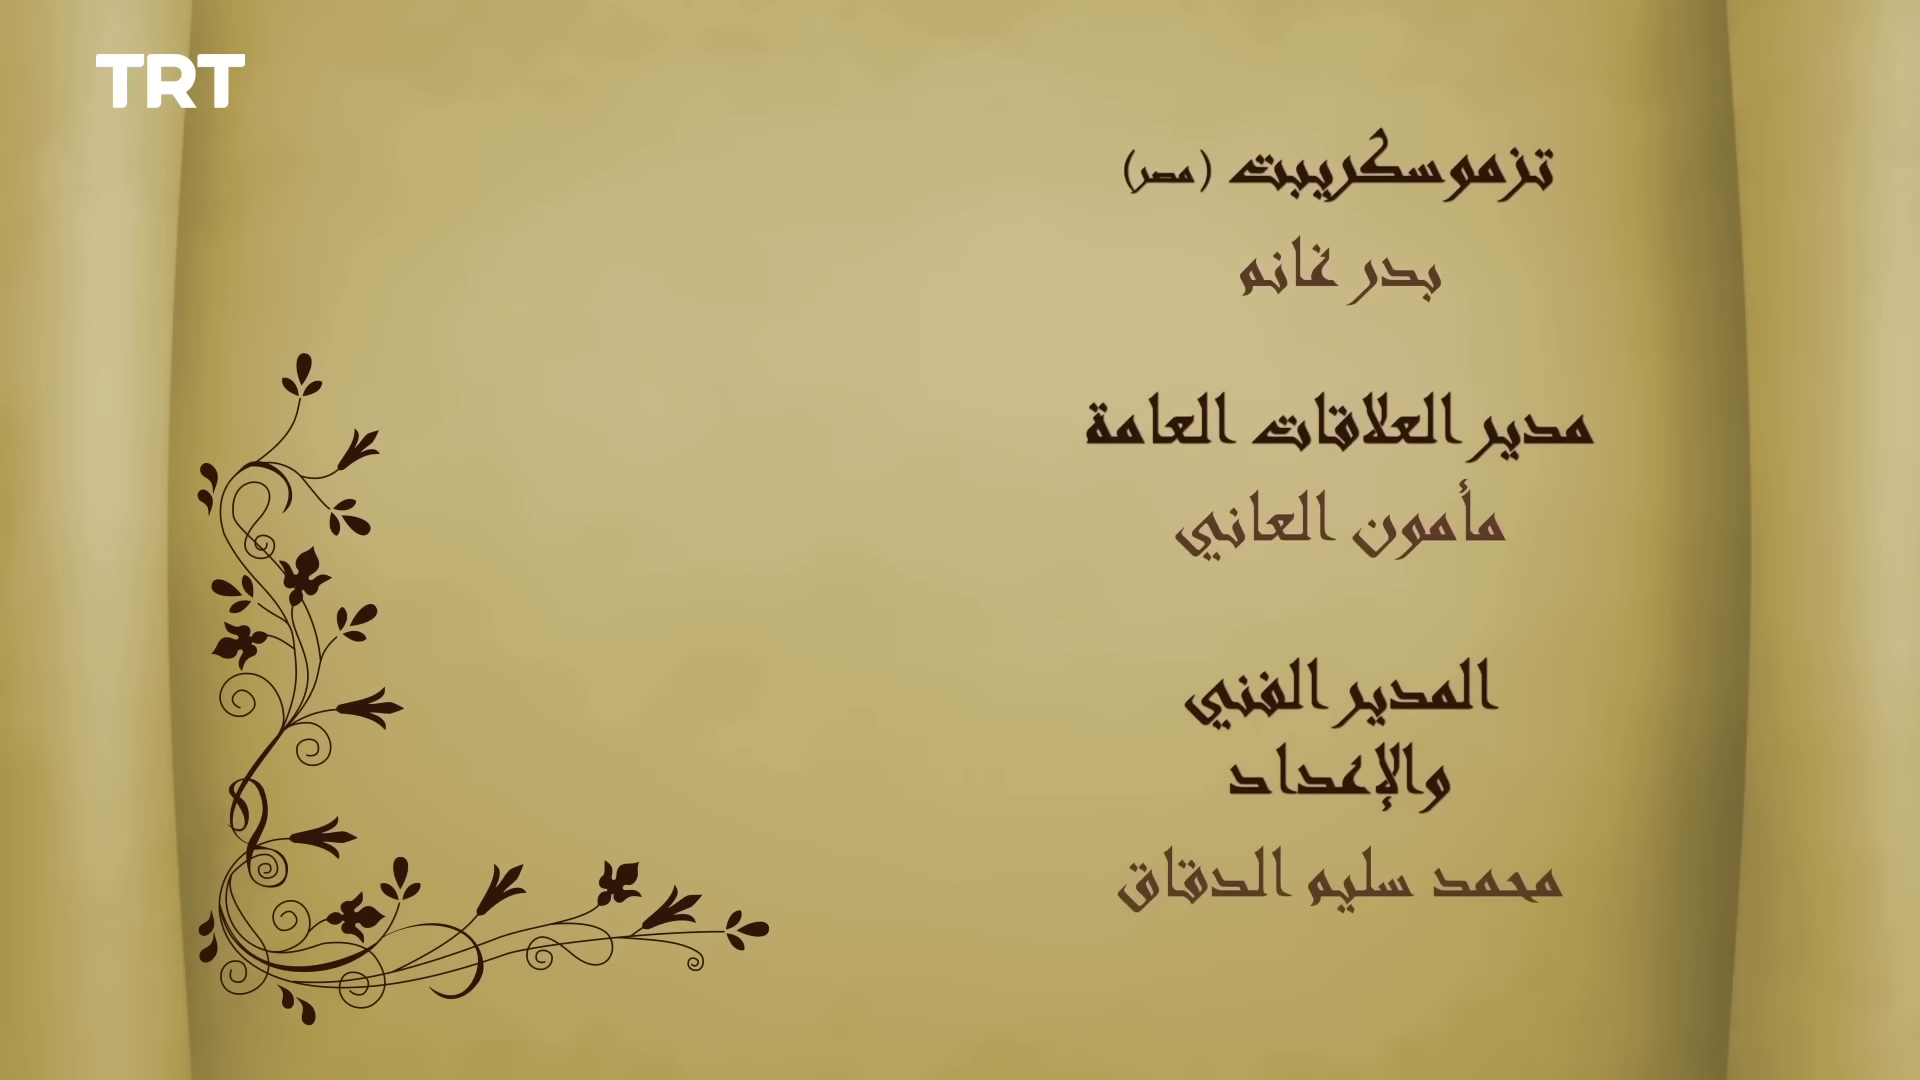 TRT
تزموسكريبت (مصر)
بدر غانم
مدير العلاقات العامة
مأمون العاني
المدير الفني
والإعداد
محمد سليم الدقاق